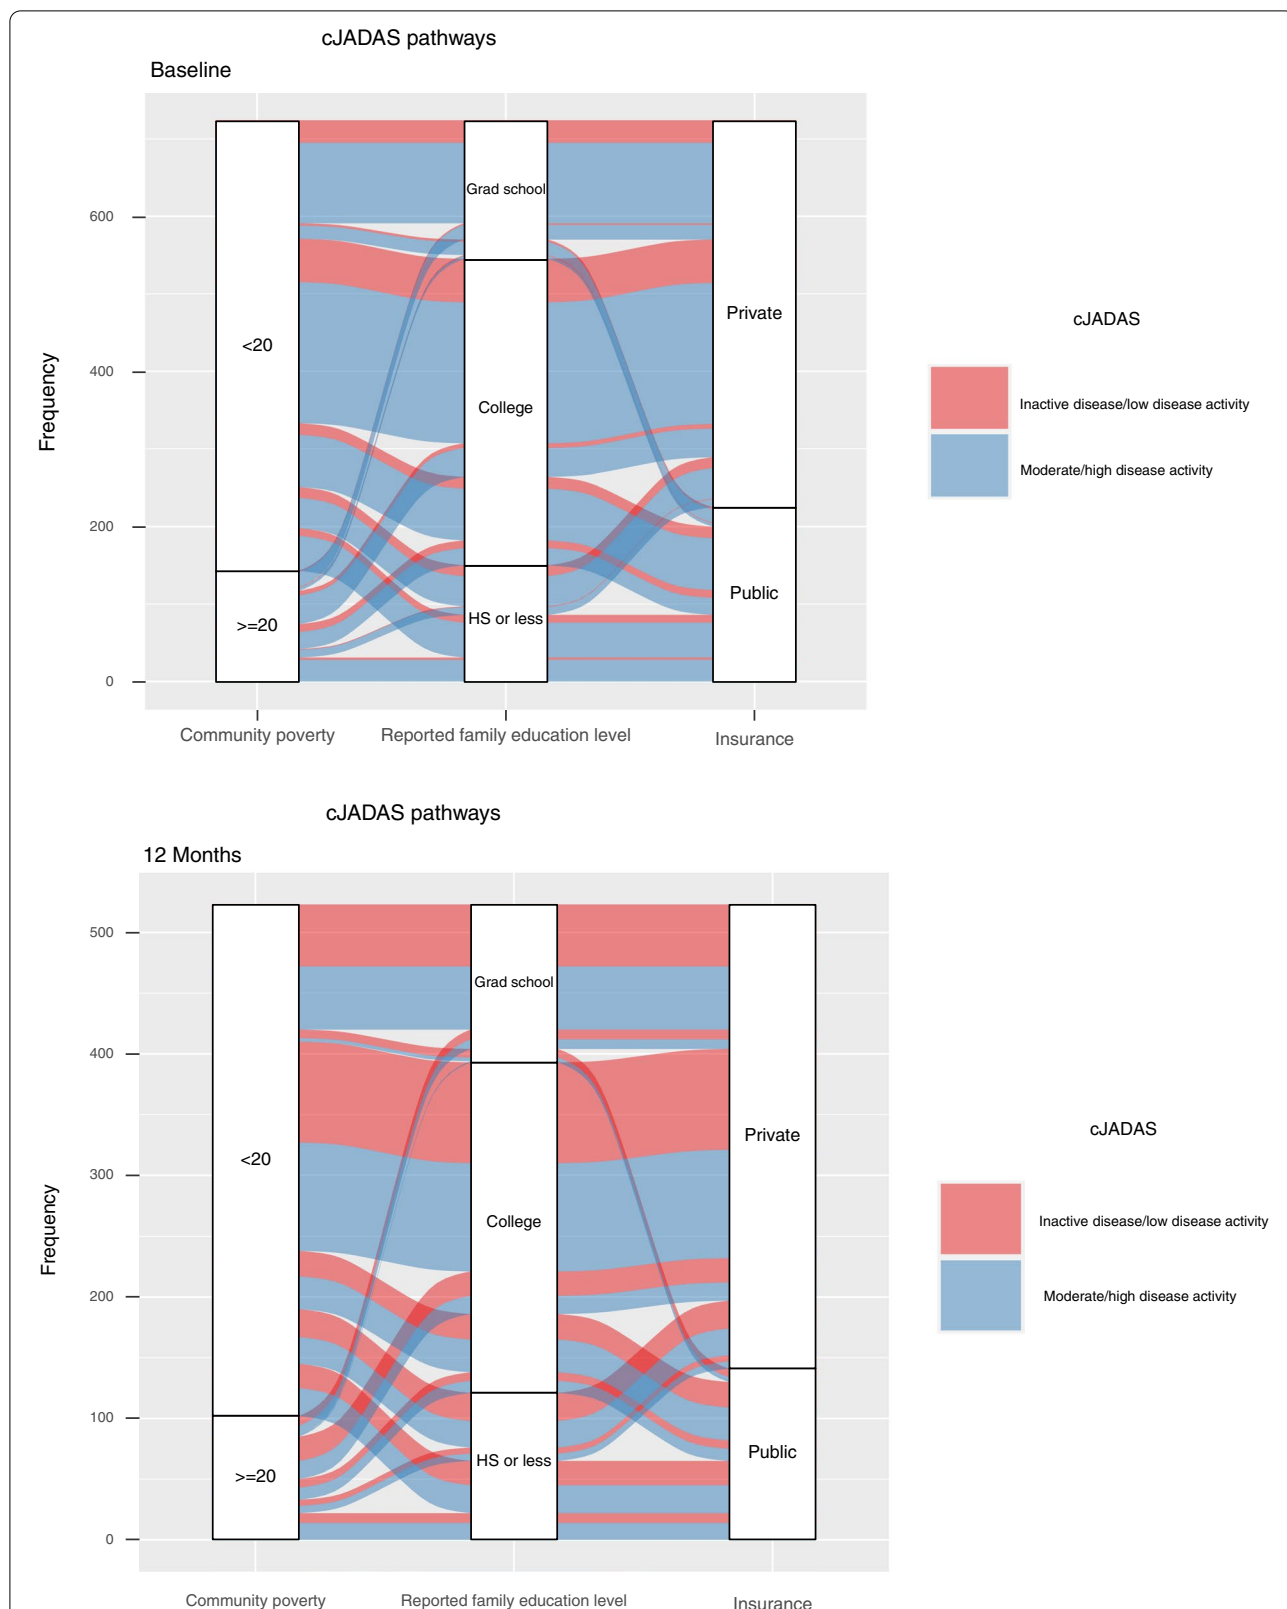 cJADAS pathways
Baseline
Frequency
600
400
200
0
<20
>=20
Grad school
College
HS or less
Private
Public
Community poverty
Reported family education level
Insurance
cJADAS
Inactive disease/low disease activity
Moderate/high disease activity
cJADAS pathways
12 Months
Frequency
500
400
300
200
100
0
<20
>=20
Grad school
College
HS or less
Private
Public
Community poverty
Reported family education level
Insurance
cJADAS
Inactive disease/low disease activity
Moderate/high disease activity